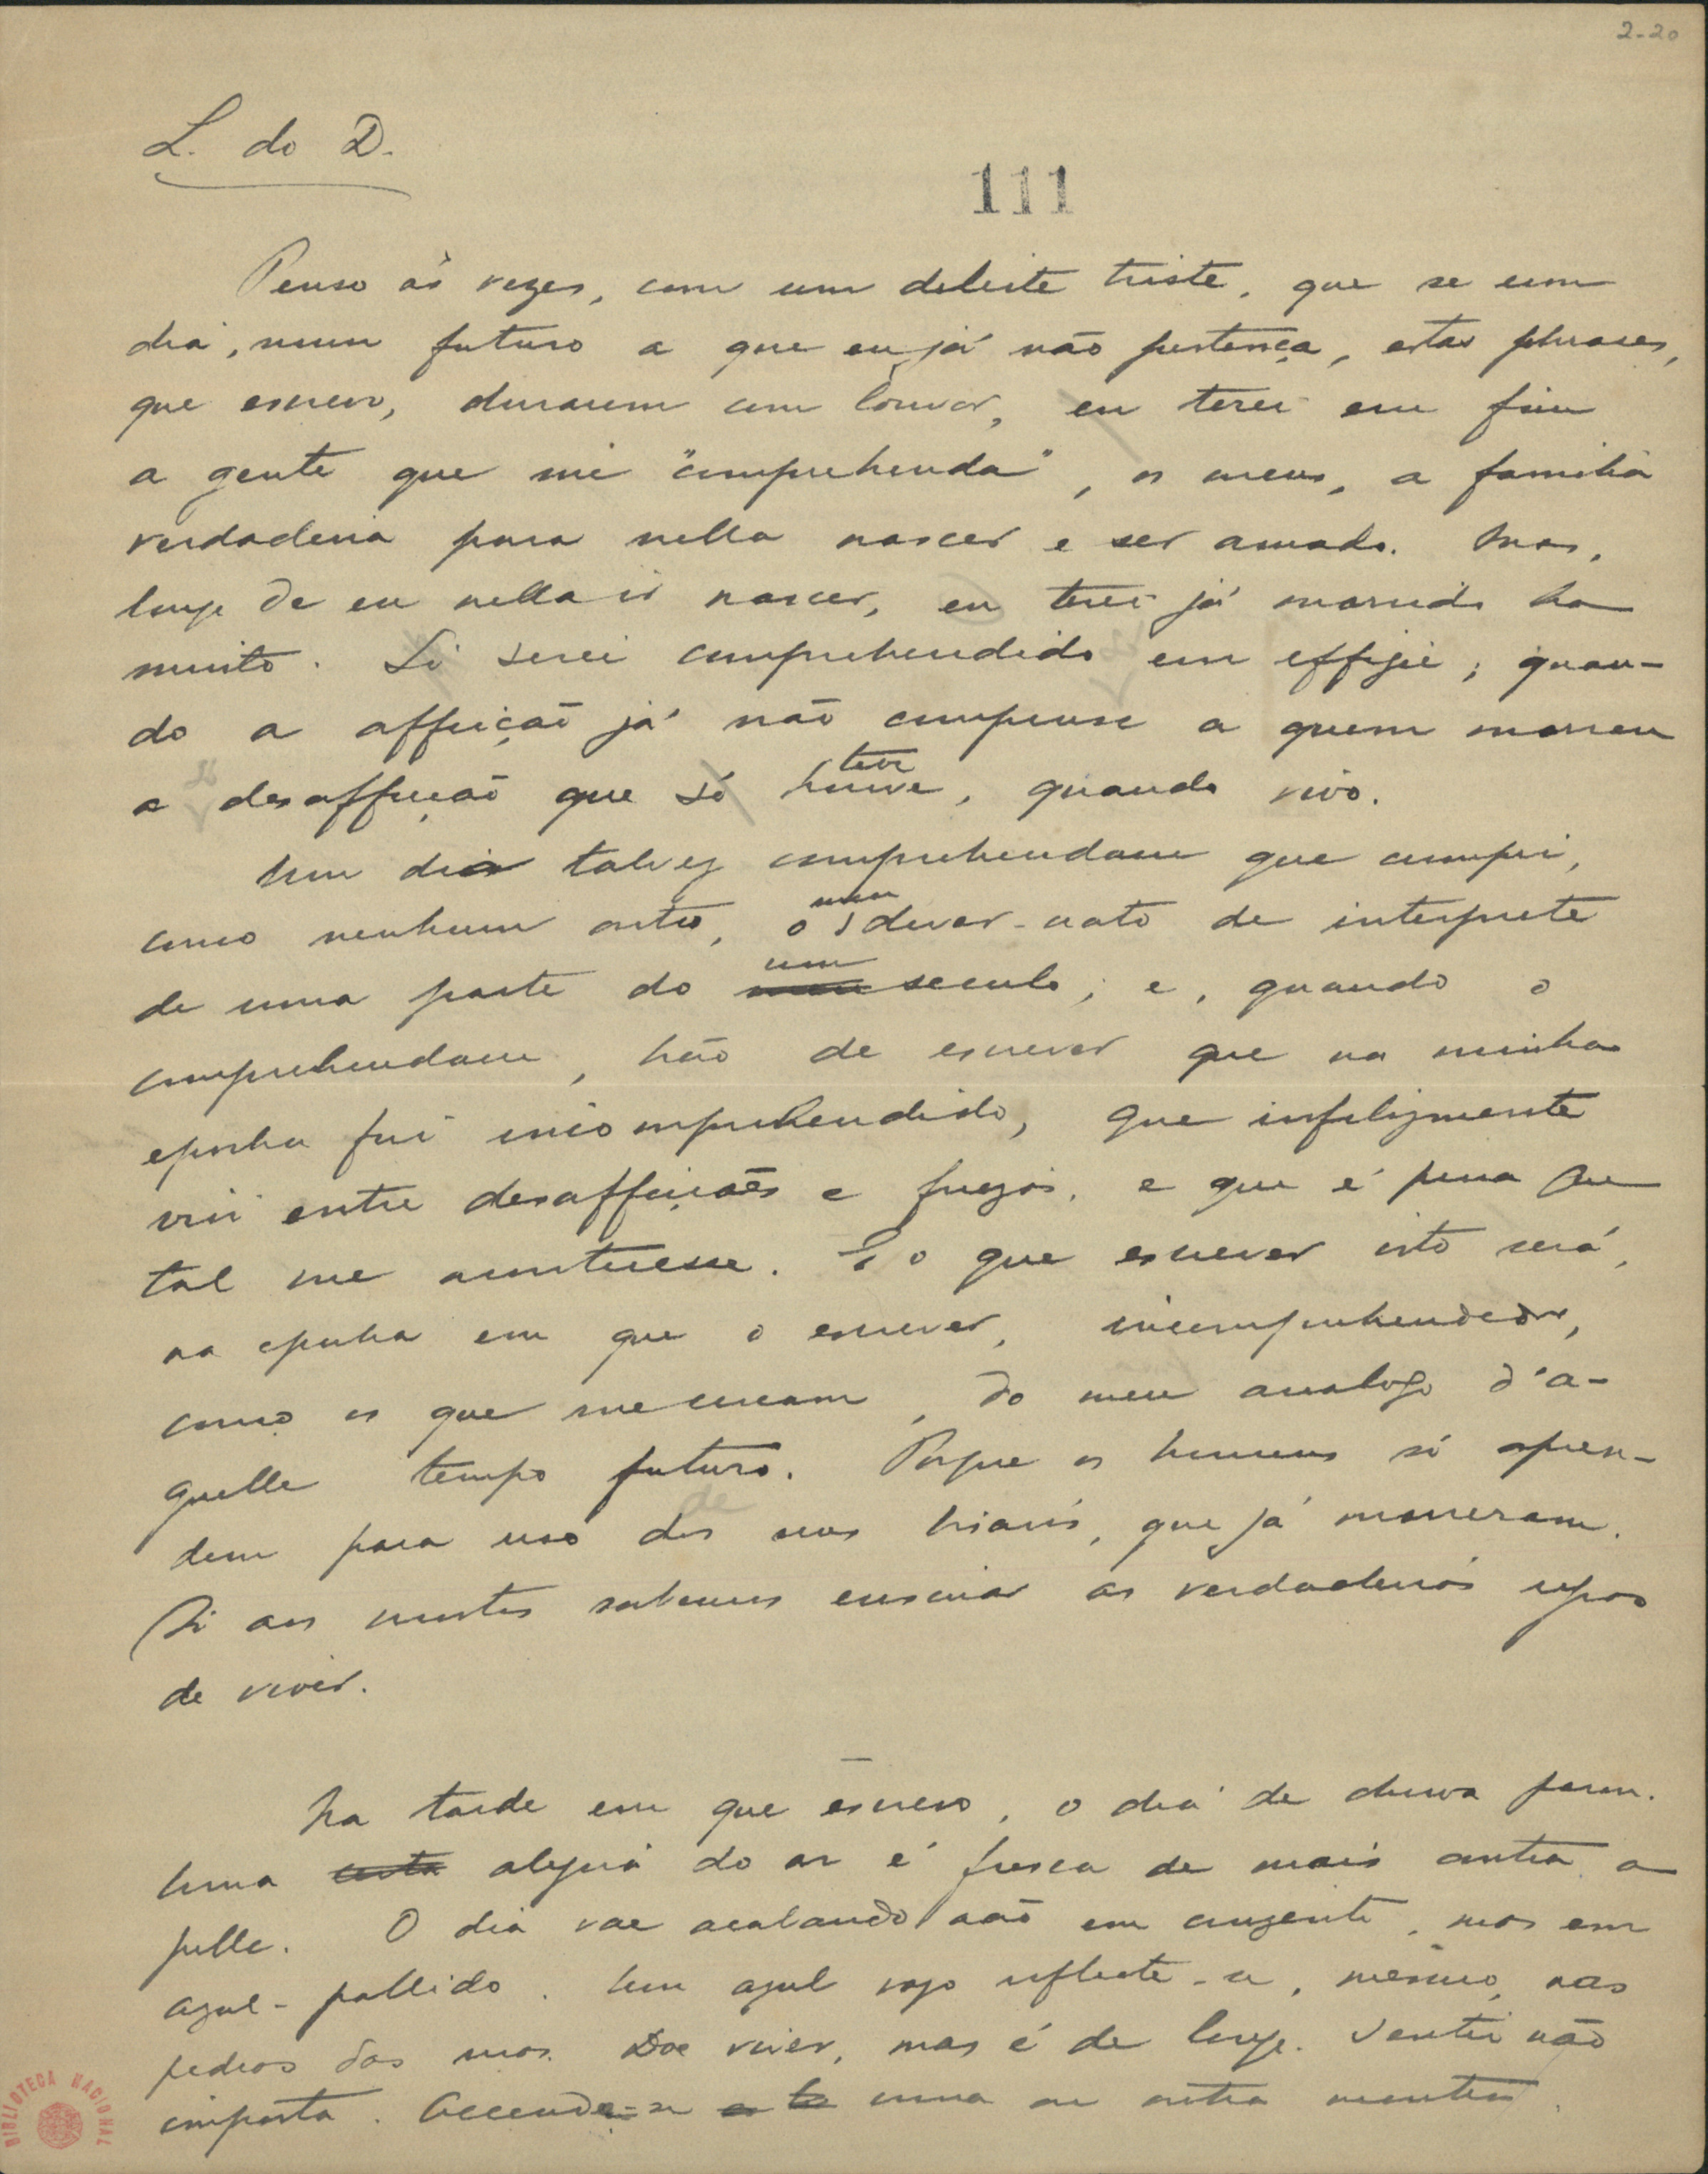 2-20
L. do D.
111
Penso às vezes, com um deleite triste, que se um
dia, num futuro a que eu já não pertença, estas phrases,
que escrevo, durarem com louvor, eu terei em fim
a gente que me "comprehenda", os meus, a familia
verdadeira para nella nascer e ser amado. Mas,
longe de eu nella ir nascer, eu terei já morrido ha
muito. Só serei comprehendido em effigie, quan-
do a affeição já não compense a quem morreu
a desaffeição que só houve, quando vivo.
teve
Um dia talvez comprehendam que cumpri,
como nenhum outro, o meu dever-nato de interprete
de uma parte do um seculo; e, quando o
comprehendam, hão de escrever que na minha
epocha fui incomprehendido, que infelizmente
vivi entre desaffeições e friezas, e que é pena que
tal me acontecesse. E o que escrever isto será,
na epocha em que o escrever, incomprehendedor,
como os que me cercam, do meu analogo d'a-
quelle tempo futuro. Porque os homens só apren-
dem para uso dos seus bisavós, que já morreram.
de
Só aos mortos sabemos ensinar as verdadeiras regras
de viver.
—
Na tarde em que escrevo, o dia de chuva parou.
Uma alegria do ar é fresca de mais contra a
pelle. O dia vae acabando não em cinzento, mas em
azul-pallido. Um azul vago reflecte-se, mesmo, nas
pedras das ruas. Doe viver, mas é de longe. Sentir não
importa. Accende-se uma ou outra montra.
BIBLIOTECA NACIONAL